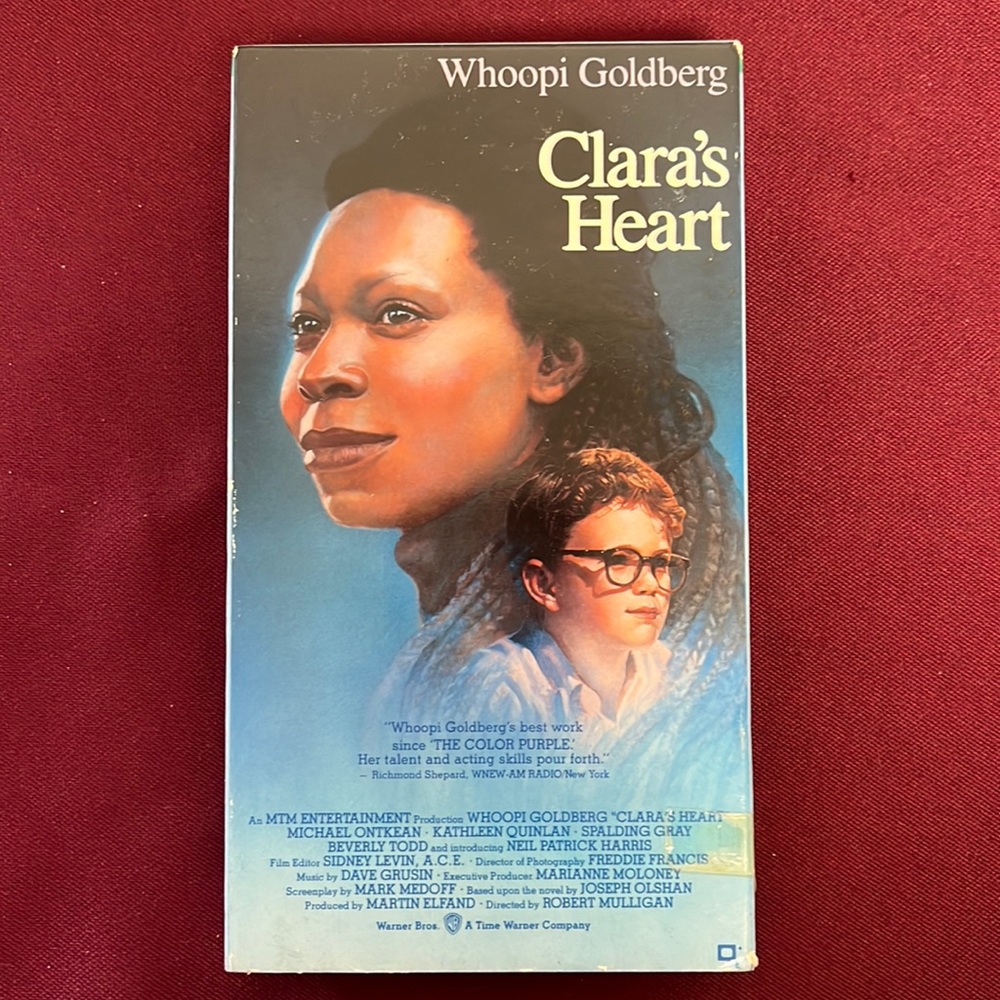 Whoopi Goldberg
Clara's
Heart
"Whoopi Goldberg's best work
since 'THE COLOR PURPLE.'
Her talent and acting skills pour forth."
— Richmond Shepard, WNEW-AM RADIO/New York
An MTM ENTERTAINMENT Production WHOOPI GOLDBERG "CLARA'S HEART"
MICHAEL ONTKEAN · KATHLEEN QUINLAN · SPALDING GRAY
BEVERLY TODD and introducing NEIL PATRICK HARRIS
Film Editor SIDNEY LEVIN, A.C.E. · Director of Photography FREDDIE FRANCIS
Music by DAVE GRUSIN · Executive Producer MARIANNE MOLONEY
Screenplay by MARK MEDOFF · Based upon the novel by JOSEPH OLSHAN
Produced by MARTIN ELFAND · Directed by ROBERT MULLIGAN
Warner Bros. A Time Warner Company